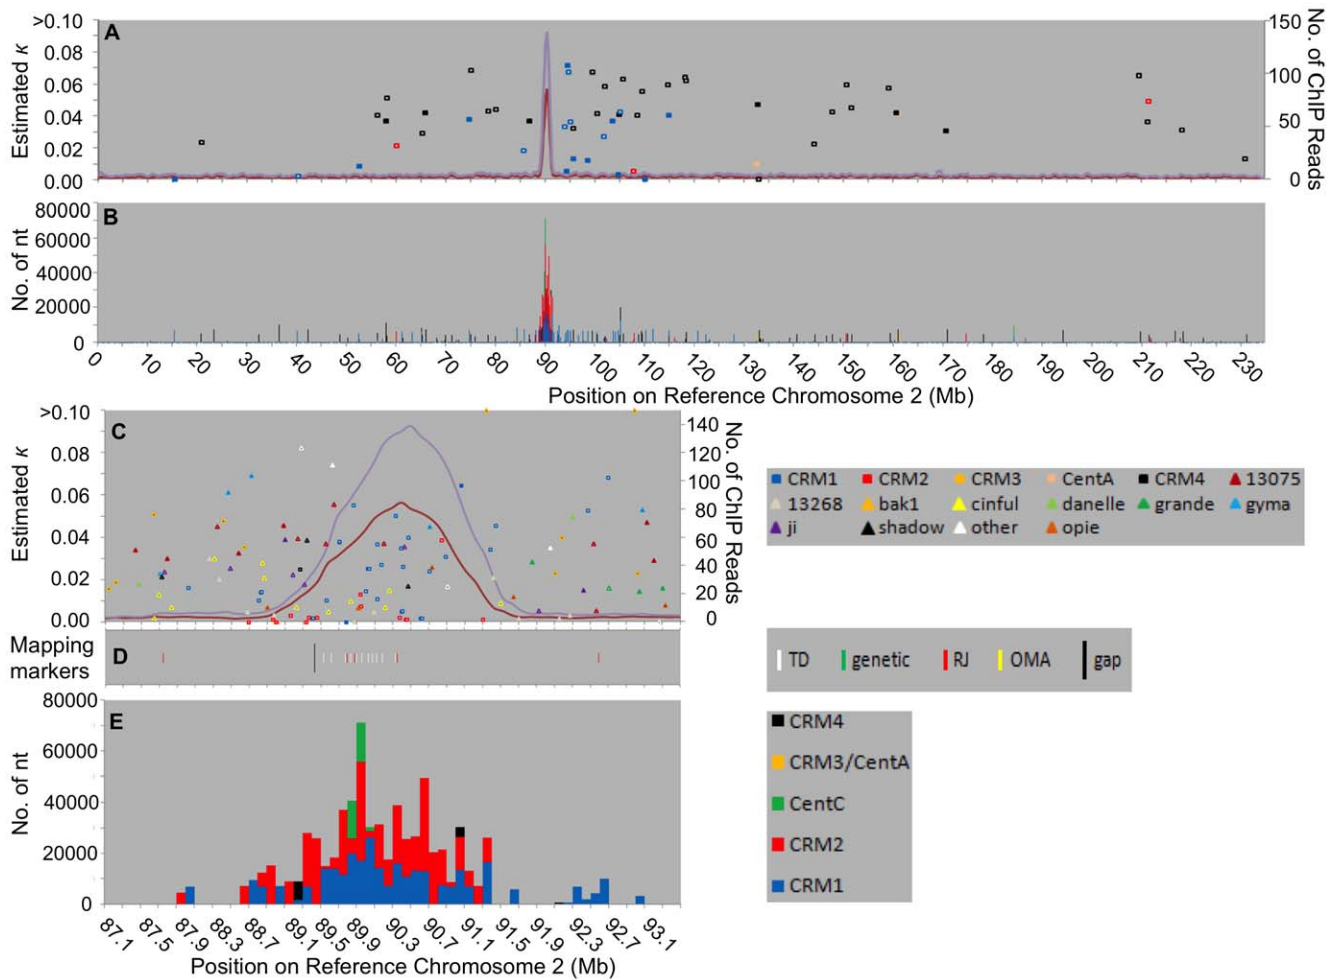 A
>0.10
0.08
0.06
0.04
0.02
0.00
Estimated κ
150
100
50
0
No. of ChIP Reads
B
80000
60000
40000
20000
0
No. of nt
0 10 20 30 40 50 60 70 80 90 100 110 120 130 140 150 160 170 180 190 200 210 220 230
Position on Reference Chromosome 2 (Mb)
C
>0.10
0.08
0.06
0.04
0.02
0.00
Estimated κ
140
120
100
80
60
40
20
0
No. of ChIP Reads
CRM1 CRM2 CRM3 CentA CRM4 13075
13268 bak1 cinful danelle grande gyma
ji shadow other opie
Mapping
markers
D
TD genetic RJ OMA gap
E
80000
60000
40000
20000
0
No. of nt
CRM4
CRM3/CentA
CentC
CRM2
CRM1
87.1 87.5 87.9 88.3 88.7 89.1 89.5 89.9 90.3 90.7 91.1 91.5 91.9 92.3 92.7 93.1
Position on Reference Chromosome 2 (Mb)